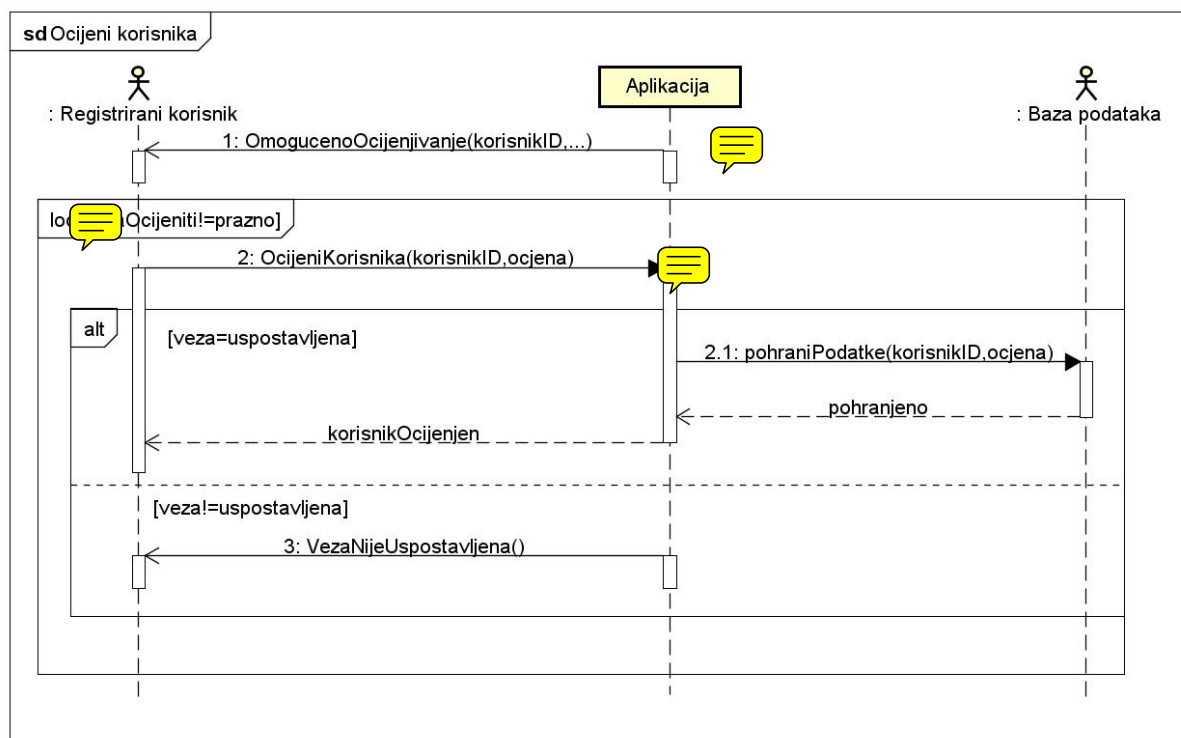 sd Ocijeni korisnika
: Registrirani korisnik
Aplikacija
: Baza podataka
1: OmogucenoOcijenjivanje(korisnikID,...)
Ocijeniti!=prazno]
2: OcijeniKorisnika(korisnikID,ocjena)
alt
[veza=uspostavljena]
2.1: pohraniPodatke(korisnikID,ocjena)
pohranjeno
korisnikOcijenjen
[veza!=uspostavljena]
3: VezaNijeUspostavljena()